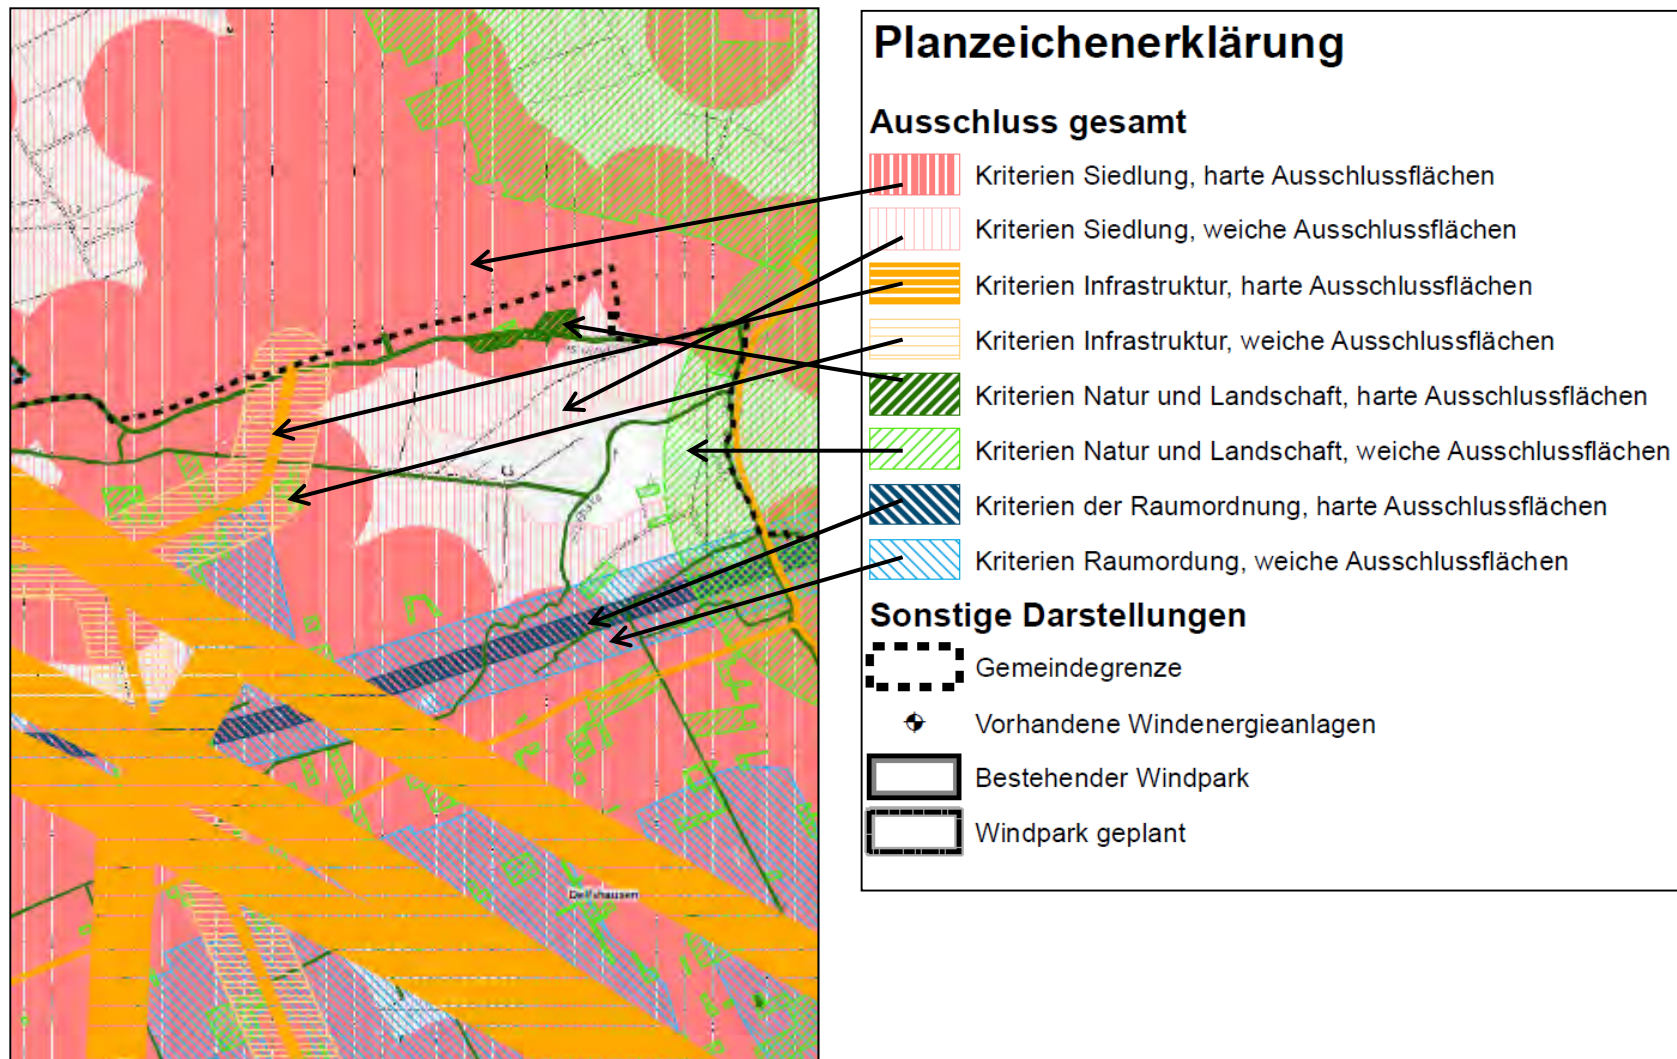 Planzeichenerklärung
Ausschluss gesamt
Kriterien Siedlung, harte Ausschlussflächen
Kriterien Siedlung, weiche Ausschlussflächen
Kriterien Infrastruktur, harte Ausschlussflächen
Kriterien Infrastruktur, weiche Ausschlussflächen
Kriterien Natur und Landschaft, harte Ausschlussflächen
Kriterien Natur und Landschaft, weiche Ausschlussflächen
Kriterien der Raumordnung, harte Ausschlussflächen
Kriterien Raumordung, weiche Ausschlussflächen
Sonstige Darstellungen
Gemeindegrenze
Vorhandene Windenergieanlagen
Bestehender Windpark
Windpark geplant
Delfshausen